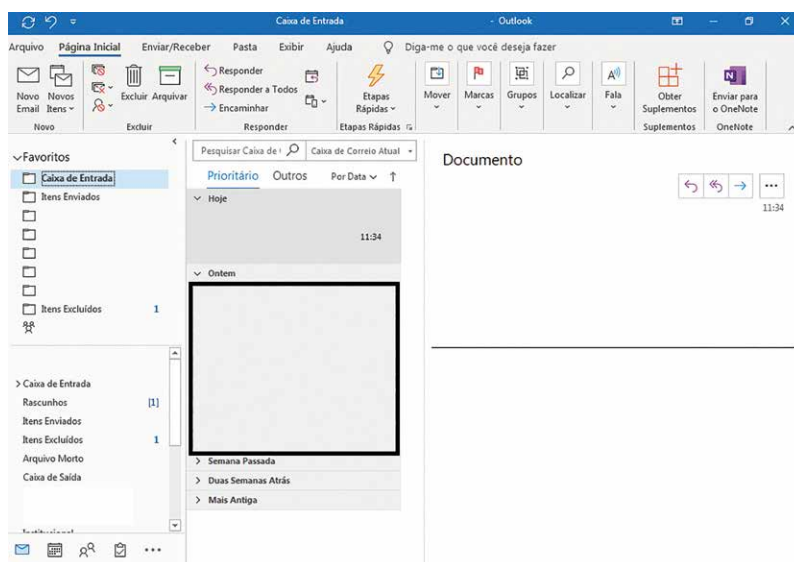 Caixa de Entrada - Outlook
Arquivo Página Inicial Enviar/Receber Pasta Exibir Ajuda Diga-me o que você deseja fazer
Novo Email
Novos Itens
Excluir
Arquivar
Responder
Responder a Todos
Encaminhar
Etapas Rápidas
Mover
Marcas
Grupos
Localizar
Fala
Obter Suplementos
Enviar para o OneNote
Novo Excluir Responder Etapas Rápidas Suplementos OneNote
Favoritos
Caixa de Entrada
Itens Enviados
Itens Excluídos 1
Caixa de Entrada
Rascunhos [1]
Itens Enviados
Itens Excluídos 1
Arquivo Morto
Caixa de Saída
Pesquisar Caixa de Caixa de Correio Atual
Prioritário Outros Por Data
Hoje
11:34
Ontem
Semana Passada
Duas Semanas Atrás
Mais Antiga
Documento
11:34